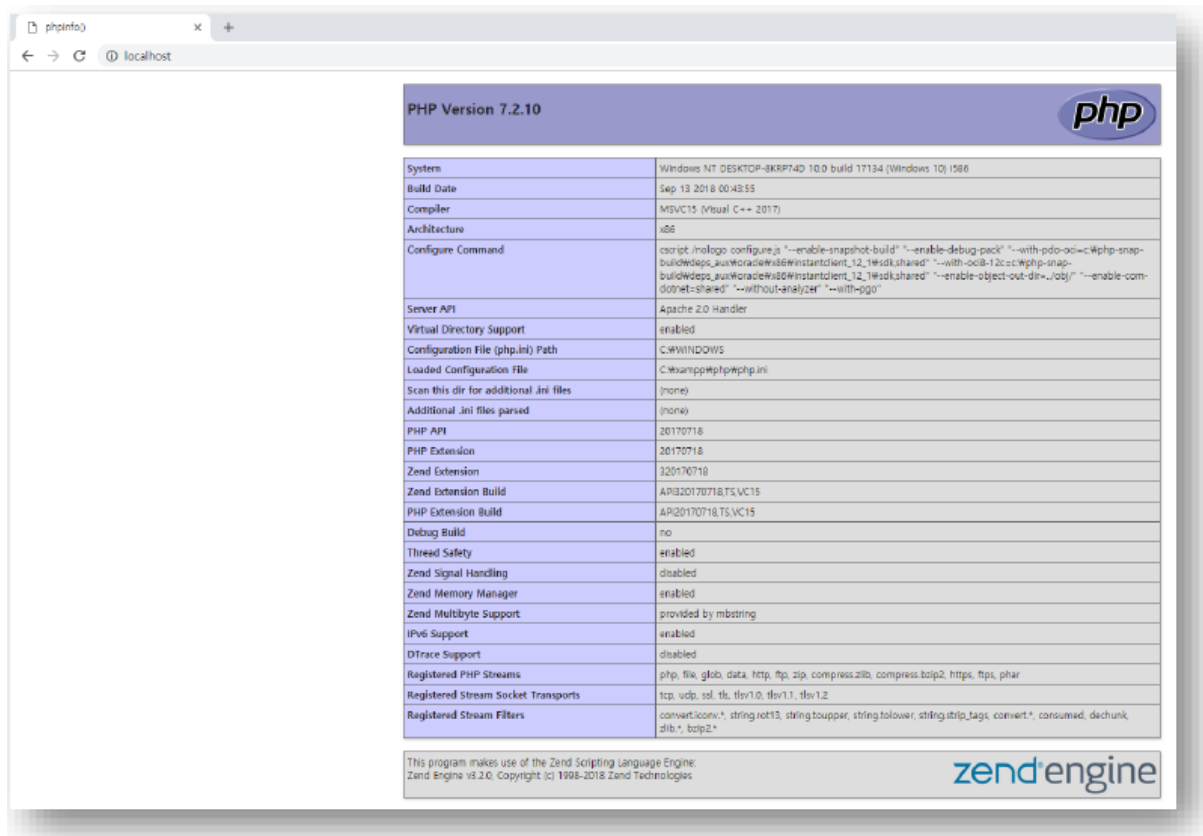 phpinfo()
localhost
PHP Version 7.2.10
php
System Windows NT DESKTOP-8KRP74D 10.0 build 17134 (Windows 10) i586
Build Date Sep 13 2018 00:43:55
Compiler MSVC15 (Visual C++ 2017)
Architecture x86
Configure Command cscript /nologo configure.js "--enable-snapshot-build" "--enable-debug-pack" "--with-pdo-oci=c:₩php-snap-
build₩deps_aux₩oracle₩x86₩instantclient_12_1₩sdk,shared" "--with-oci8-12c=c:₩php-snap-
build₩deps_aux₩oracle₩x86₩instantclient_12_1₩sdk,shared" "--enable-object-out-dir=../obj/" "--enable-com-
dotnet=shared" "--without-analyzer" "--with-pgo"
Server API Apache 2.0 Handler
Virtual Directory Support enabled
Configuration File (php.ini) Path C:₩WINDOWS
Loaded Configuration File C:₩xampp₩php₩php.ini
Scan this dir for additional .ini files (none)
Additional .ini files parsed (none)
PHP API 20170718
PHP Extension 20170718
Zend Extension 320170718
Zend Extension Build API320170718,TS,VC15
PHP Extension Build API20170718,TS,VC15
Debug Build no
Thread Safety enabled
Zend Signal Handling disabled
Zend Memory Manager enabled
Zend Multibyte Support provided by mbstring
IPv6 Support enabled
DTrace Support disabled
Registered PHP Streams php, file, glob, data, http, ftp, zip, compress.zlib, compress.bzip2, https, ftps, phar
Registered Stream Socket Transports tcp, udp, ssl, tls, tlsv1.0, tlsv1.1, tlsv1.2
Registered Stream Filters convert.iconv.*, string.rot13, string.toupper, string.tolower, string.strip_tags, convert.*, consumed, dechunk,
zlib.*, bzip2.*
This program makes use of the Zend Scripting Language Engine:
Zend Engine v3.2.0, Copyright (c) 1998-2018 Zend Technologies
zend engine